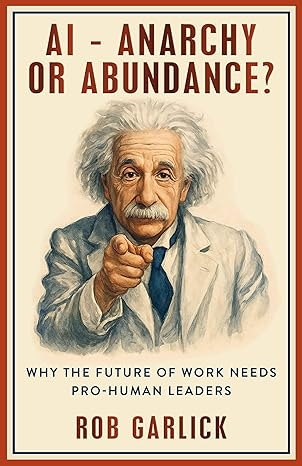 AI - ANARCHY
OR ABUNDANCE?
WHY THE FUTURE OF WORK NEEDS
PRO-HUMAN LEADERS
ROB GARLICK